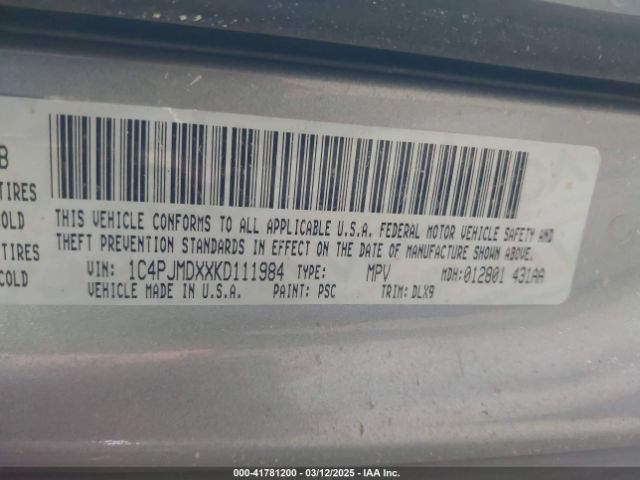 B
TIRES
COLD
TIRES
COLD
THIS VEHICLE CONFORMS TO ALL APPLICABLE U.S.A. FEDERAL MOTOR VEHICLE SAFETY AND
THEFT PREVENTION STANDARDS IN EFFECT ON THE DATE OF MANUFACTURE SHOWN ABOVE.
VIN: 1C4PJMDXXKD111984 TYPE: MPV MDH:012801 431AA
VEHICLE MADE IN U.S.A. PAINT: PSC TRIM: DLX9
000-41781200 - 03/12/2025 - IAA Inc.